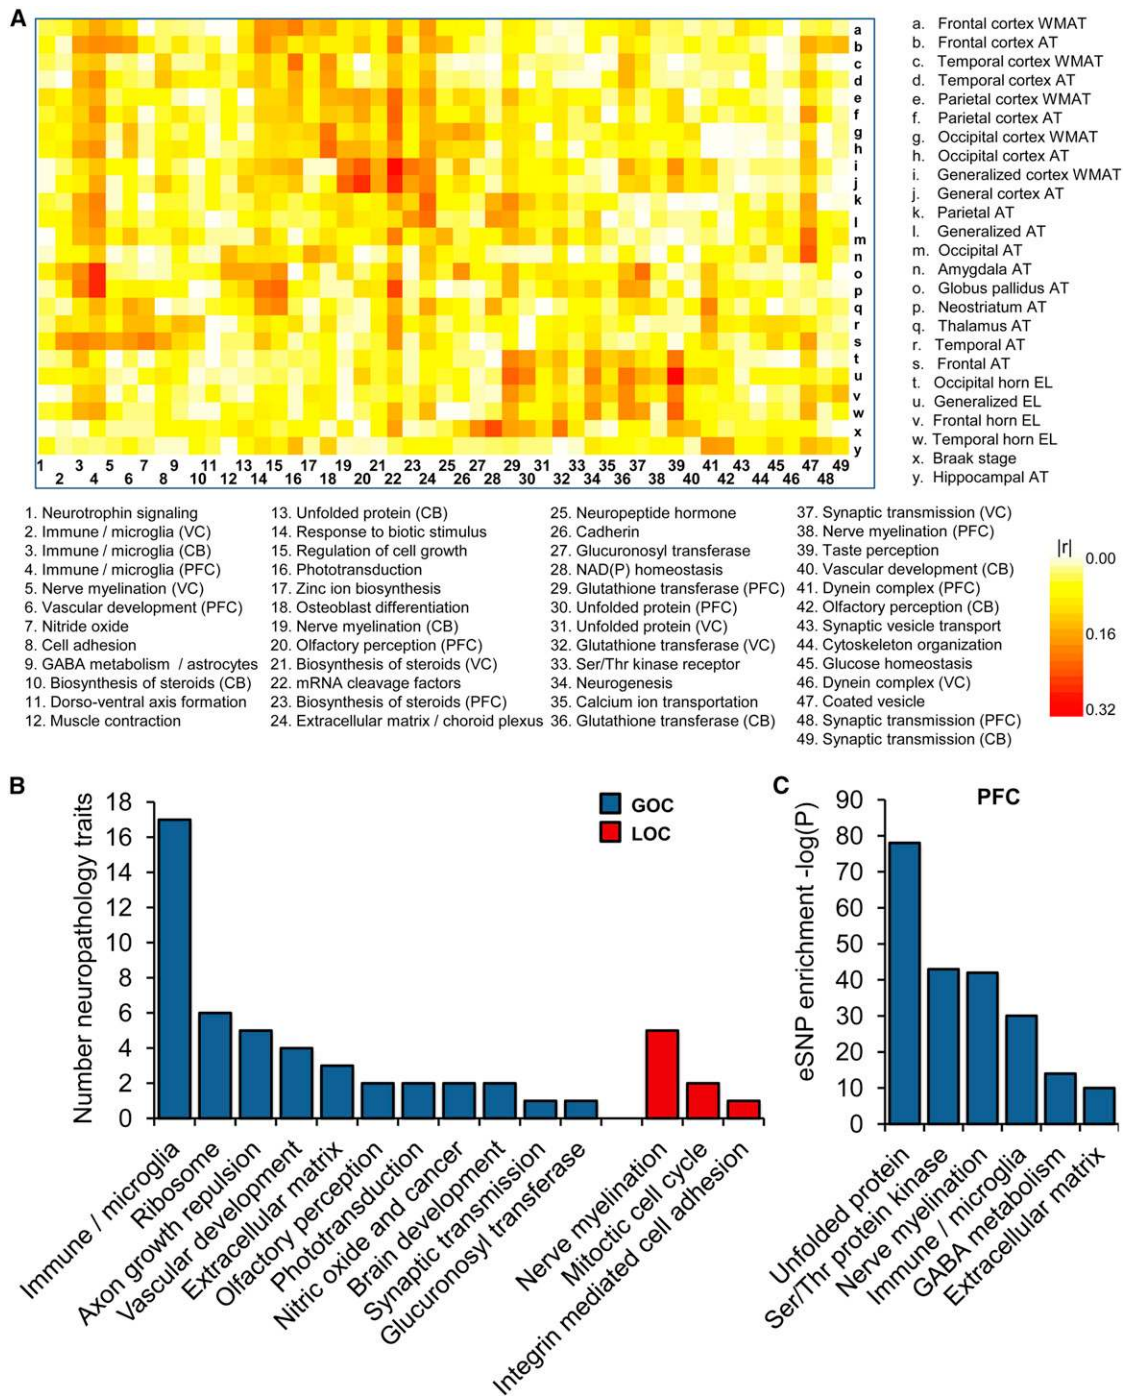 A
a
b
c
d
e
f
g
h
i
j
k
l
m
n
o
p
q
r
s
t
u
v
w
x
y
1 3 5 7 9 11 13 15 17 19 21 23 25 27 29 31 33 35 37 39 41 43 45 47 49
2 4 6 8 10 12 14 16 18 20 22 24 26 28 30 32 34 36 38 40 42 44 46 48
a. Frontal cortex WMAT
b. Frontal cortex AT
c. Temporal cortex WMAT
d. Temporal cortex AT
e. Parietal cortex WMAT
f. Parietal cortex AT
g. Occipital cortex WMAT
h. Occipital cortex AT
i. Generalized cortex WMAT
j. General cortex AT
k. Parietal AT
l. Generalized AT
m. Occipital AT
n. Amygdala AT
o. Globus pallidus AT
p. Neostriatum AT
q. Thalamus AT
r. Temporal AT
s. Frontal AT
t. Occipital horn EL
u. Generalized EL
v. Frontal horn EL
w. Temporal horn EL
x. Braak stage
y. Hippocampal AT
1. Neurotrophin signaling
2. Immune / microglia (VC)
3. Immune / microglia (CB)
4. Immune / microglia (PFC)
5. Nerve myelination (VC)
6. Vascular development (PFC)
7. Nitride oxide
8. Cell adhesion
9. GABA metabolism / astrocytes
10. Biosynthesis of steroids (CB)
11. Dorso-ventral axis formation
12. Muscle contraction
13. Unfolded protein (CB)
14. Response to biotic stimulus
15. Regulation of cell growth
16. Phototransduction
17. Zinc ion biosynthesis
18. Osteoblast differentiation
19. Nerve myelination (CB)
20. Olfactory perception (PFC)
21. Biosynthesis of steroids (VC)
22. mRNA cleavage factors
23. Biosynthesis of steroids (PFC)
24. Extracellular matrix / choroid plexus
25. Neuropeptide hormone
26. Cadherin
27. Glucuronosyl transferase
28. NAD(P) homeostasis
29. Glutathione transferase (PFC)
30. Unfolded protein (PFC)
31. Unfolded protein (VC)
32. Glutathione transferase (VC)
33. Ser/Thr kinase receptor
34. Neurogenesis
35. Calcium ion transportation
36. Glutathione transferase (CB)
37. Synaptic transmission (VC)
38. Nerve myelination (PFC)
39. Taste perception
40. Vascular development (CB)
41. Dynein complex (PFC)
42. Olfactory perception (CB)
43. Synaptic vesicle transport
44. Cytoskeleton organization
45. Glucose homeostasis
46. Dynein complex (VC)
47. Coated vesicle
48. Synaptic transmission (PFC)
49. Synaptic transmission (CB)
|r|
0.00
0.16
0.32
B
Number neuropathology traits
18
16
14
12
10
8
6
4
2
0
GOC
LOC
Immune / microglia
Ribosome
Axon growth repulsion
Vascular development
Extracellular matrix
Olfactory perception
Phototransduction
Nitric oxide and cancer
Brain development
Synaptic transmission
Glucuronosyl transferase
Nerve myelination
Mitoctic cell cycle
Integrin mediated cell adhesion
C
PFC
eSNP enrichment -log(P)
90
80
70
60
50
40
30
20
10
0
Unfolded protein
Ser/Thr protein kinase
Nerve myelination
Immune / microglia
GABA metabolism
Extracellular matrix